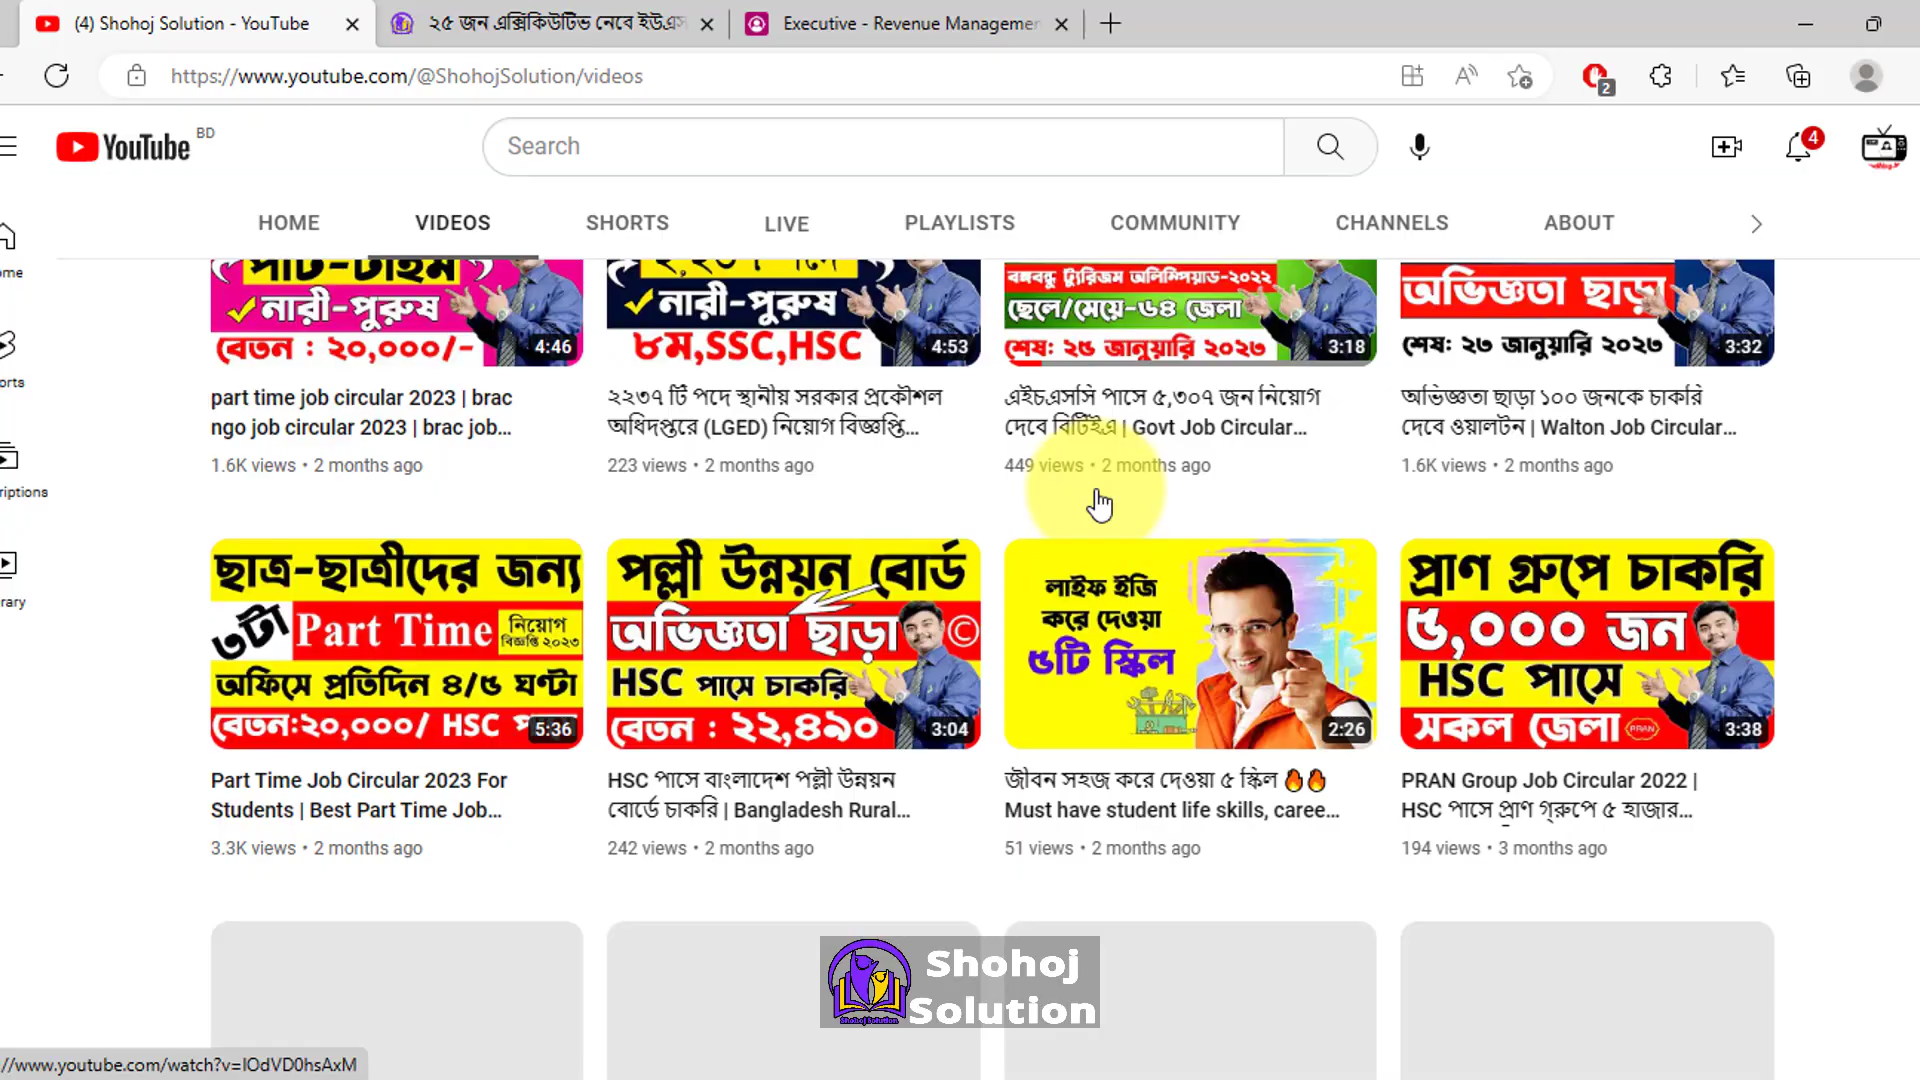 (4) Shohoj Solution - YouTube
২৫ জন এক্সিকিউটিভ নেবে ইউএস
Executive - Revenue Managemen
https://www.youtube.com/@ShohojSolution/videos
2
YouTube BD
Search
4
HOME
VIDEOS
SHORTS
LIVE
PLAYLISTS
COMMUNITY
CHANNELS
ABOUT
ome
orts
riptions
rary
পার্ট-টাইম
নারী-পুরুষ
বেতন : ২০,০০০/-
4:46
নারী-পুরুষ
৮ম,SSC,HSC
4:53
বঙ্গবন্ধু ট্যুরিজম অলিম্পিয়াড-২০২২
ছেলে/মেয়ে-৬৪ জেলা
শেষ: ২৫ জানুয়ারি ২০২৩
3:18
অভিজ্ঞতা ছাড়া
শেষ: ২৩ জানুয়ারি ২০২৩
3:32
part time job circular 2023 | brac
ngo job circular 2023 | brac job...
1.6K views • 2 months ago
২২৩৭ টি পদে স্থানীয় সরকার প্রকৌশল
অধিদপ্তরে (LGED) নিয়োগ বিজ্ঞপ্তি...
223 views • 2 months ago
এইচএসসি পাসে ৫,৩০৭ জন নিয়োগ
দেবে বিটিইএ | Govt Job Circular...
449 views • 2 months ago
অভিজ্ঞতা ছাড়া ১০০ জনকে চাকরি
দেবে ওয়ালটন | Walton Job Circular...
1.6K views • 2 months ago
ছাত্র-ছাত্রীদের জন্য
৩টা Part Time নিয়োগ
বিজ্ঞপ্তি ২০২৩
অফিসে প্রতিদিন ৪/৫ ঘণ্টা
বেতন:২০,০০০/ HSC
5:36
পল্লী উন্নয়ন বোর্ড
অভিজ্ঞতা ছাড়া ©
HSC পাসে চাকরি
বেতন : ২২,৪৯০
3:04
লাইফ ইজি
করে দেওয়া
৫টি স্কিল
2:26
প্রাণ গ্রুপে চাকরি
৫,০০০ জন
HSC পাসে
সকল জেলা PRAN
3:38
Part Time Job Circular 2023 For
Students | Best Part Time Job...
3.3K views • 2 months ago
HSC পাসে বাংলাদেশ পল্লী উন্নয়ন
বোর্ডে চাকরি | Bangladesh Rural...
242 views • 2 months ago
জীবন সহজ করে দেওয়া ৫ স্কিল 🔥🔥
Must have student life skills, caree...
51 views • 2 months ago
PRAN Group Job Circular 2022 |
HSC পাসে প্রাণ গ্রুপে ৫ হাজার...
194 views • 3 months ago
Shohoj
Solution
Shohoj Solution
//www.youtube.com/watch?v=IOdVD0hsAxM